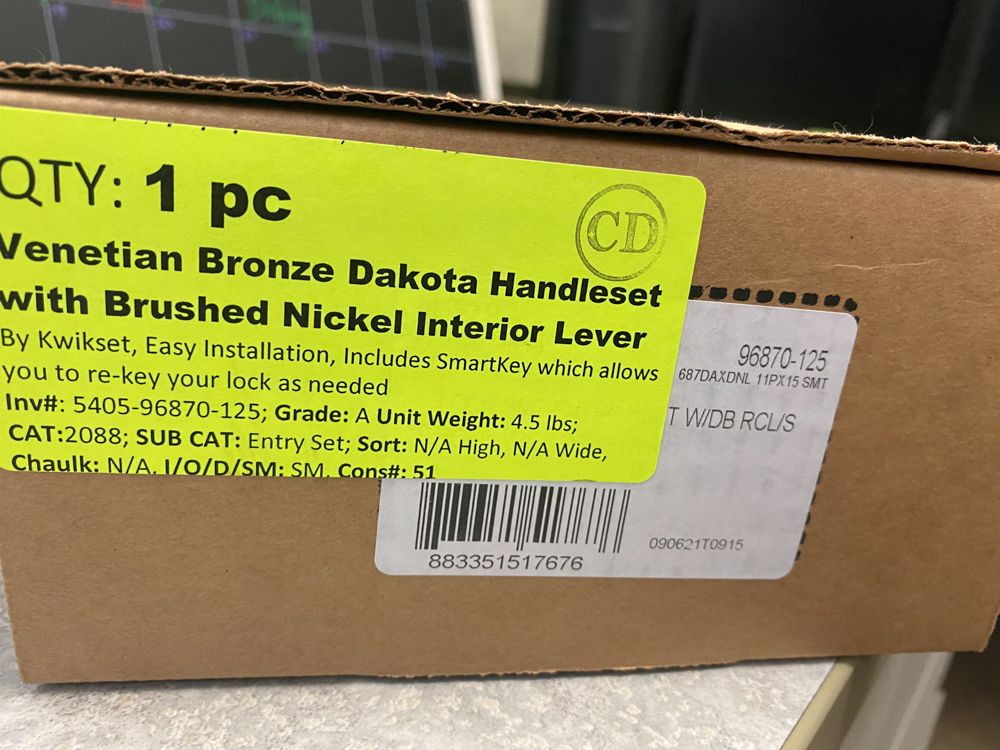 QTY: 1 pc
CD
Venetian Bronze Dakota Handleset
with Brushed Nickel Interior Lever
By Kwikset, Easy Installation, Includes SmartKey which allows
you to re-key your lock as needed
Inv#: 5405-96870-125; Grade: A Unit Weight: 4.5 lbs;
CAT:2088; SUB CAT: Entry Set; Sort: N/A High, N/A Wide,
Chaulk: N/A, I/O/D/SM: SM, Cons#: 51
96870-125
687DAXDNL 11PX15 SMT
T W/DB RCL/S
090621T0915
883351517676